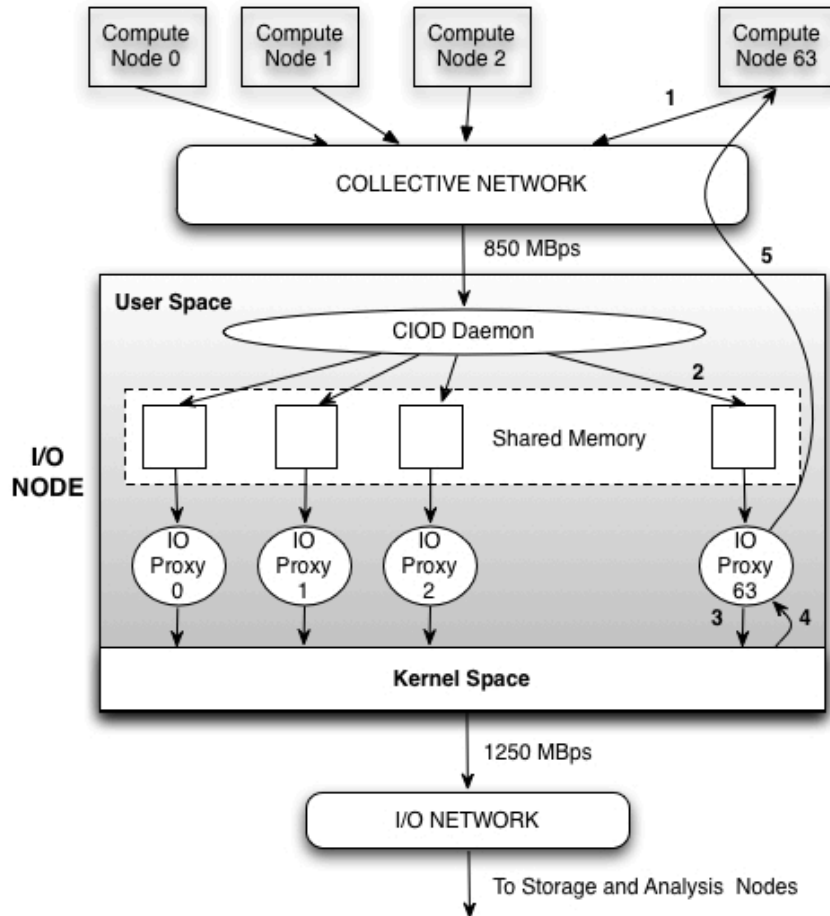 Compute
Node 0
Compute
Node 1
Compute
Node 2
Compute
Node 63
1
COLLECTIVE NETWORK
850 MBps
5
User Space
CIOD Daemon
2
Shared Memory
I/O
NODE
IO
Proxy
0
IO
Proxy
1
IO
Proxy
2
IO
Proxy
63
3
4
Kernel Space
1250 MBps
I/O NETWORK
To Storage and Analysis Nodes